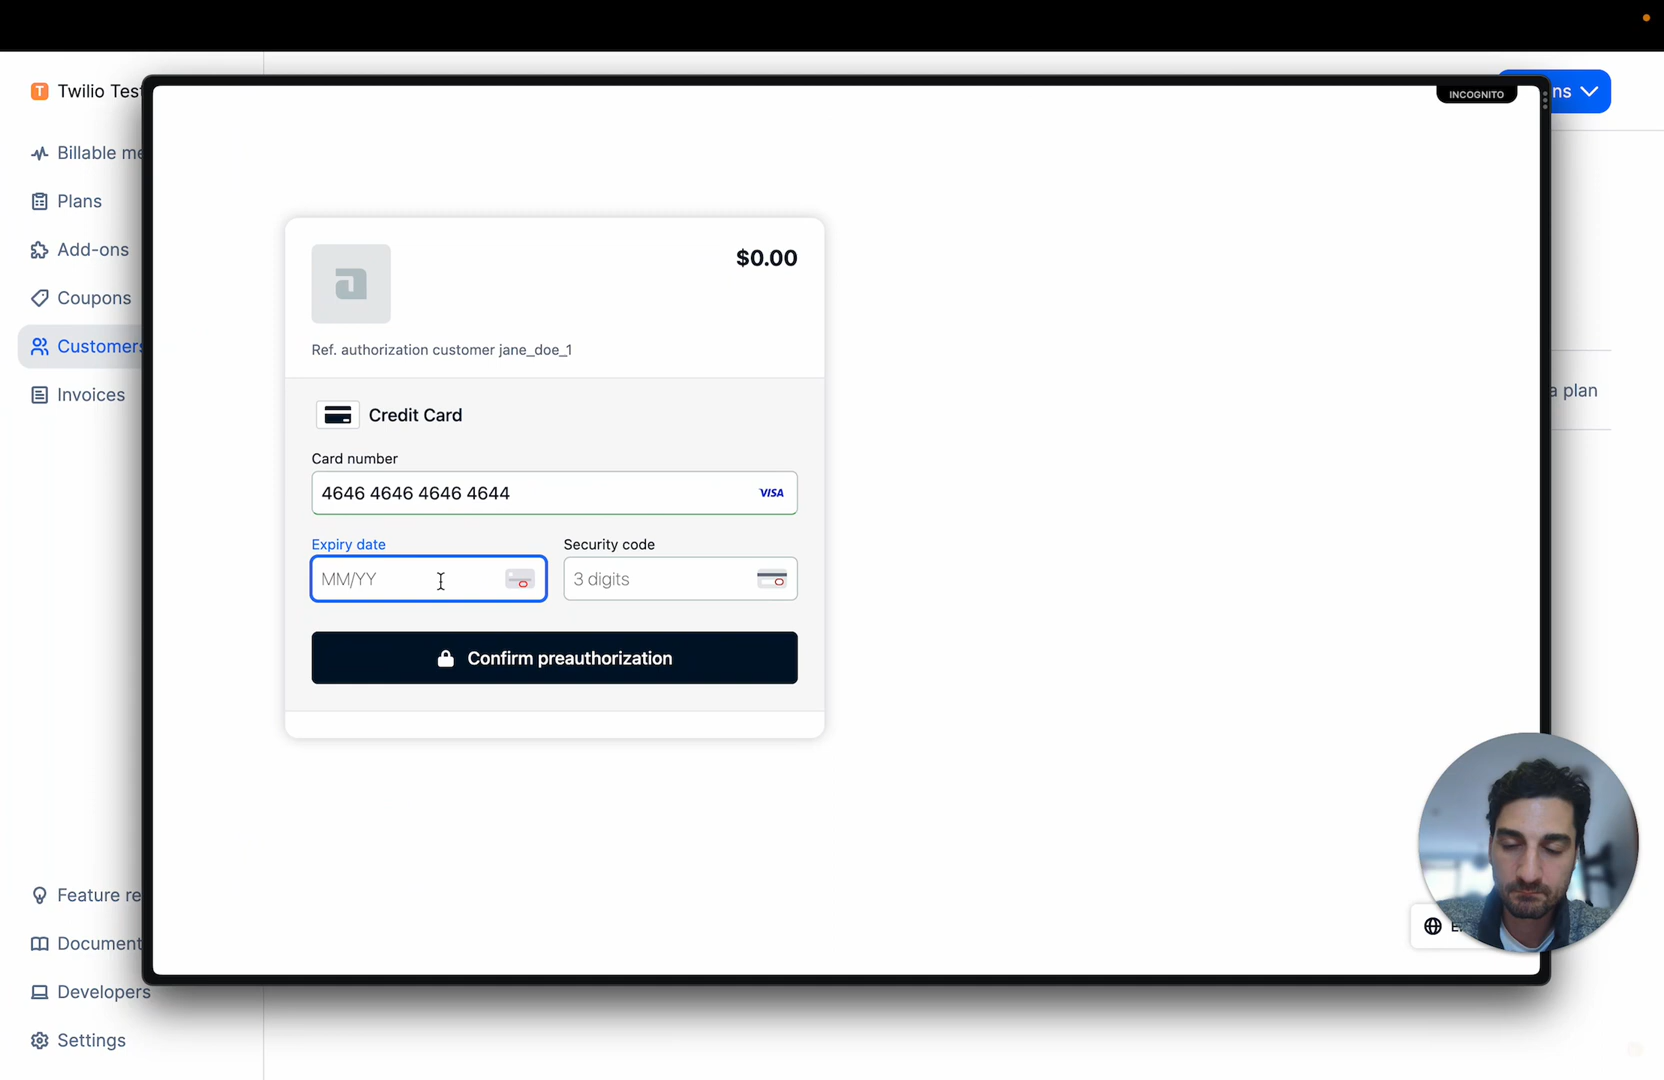 Twilio Test
INCOGNITO
ns
Billable me
Plans
Add-ons
Coupons
Customers
Invoices
Feature re
Document
Developers
Settings
$0.00
Ref. authorization customer jane_doe_1
Credit Card
Card number
4646 4646 4646 4644
VISA
Expiry date
Security code
MM/YY
3 digits
Confirm preauthorization
a plan